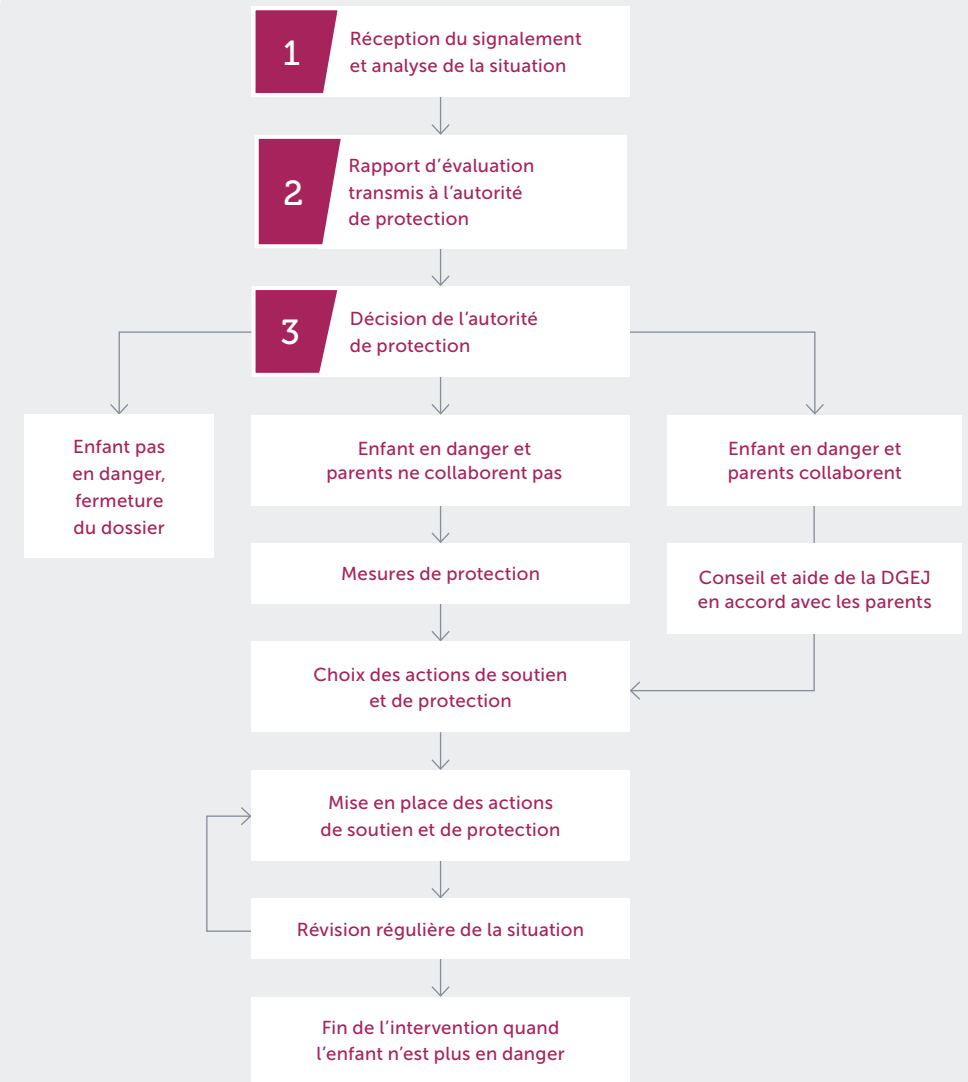 1
Réception du signalement
et analyse de la situation
2
Rapport d’évaluation
transmis à l’autorité
de protection
3
Décision de l’autorité
de protection
Enfant pas
en danger,
fermeture
du dossier
Enfant en danger et
parents ne collaborent pas
Enfant en danger et
parents collaborent
Mesures de protection
Conseil et aide de la DGEJ
en accord avec les parents
Choix des actions de soutien
et de protection
Mise en place des actions
de soutien et de protection
Révision régulière de la situation
Fin de l’intervention quand
l’enfant n’est plus en danger